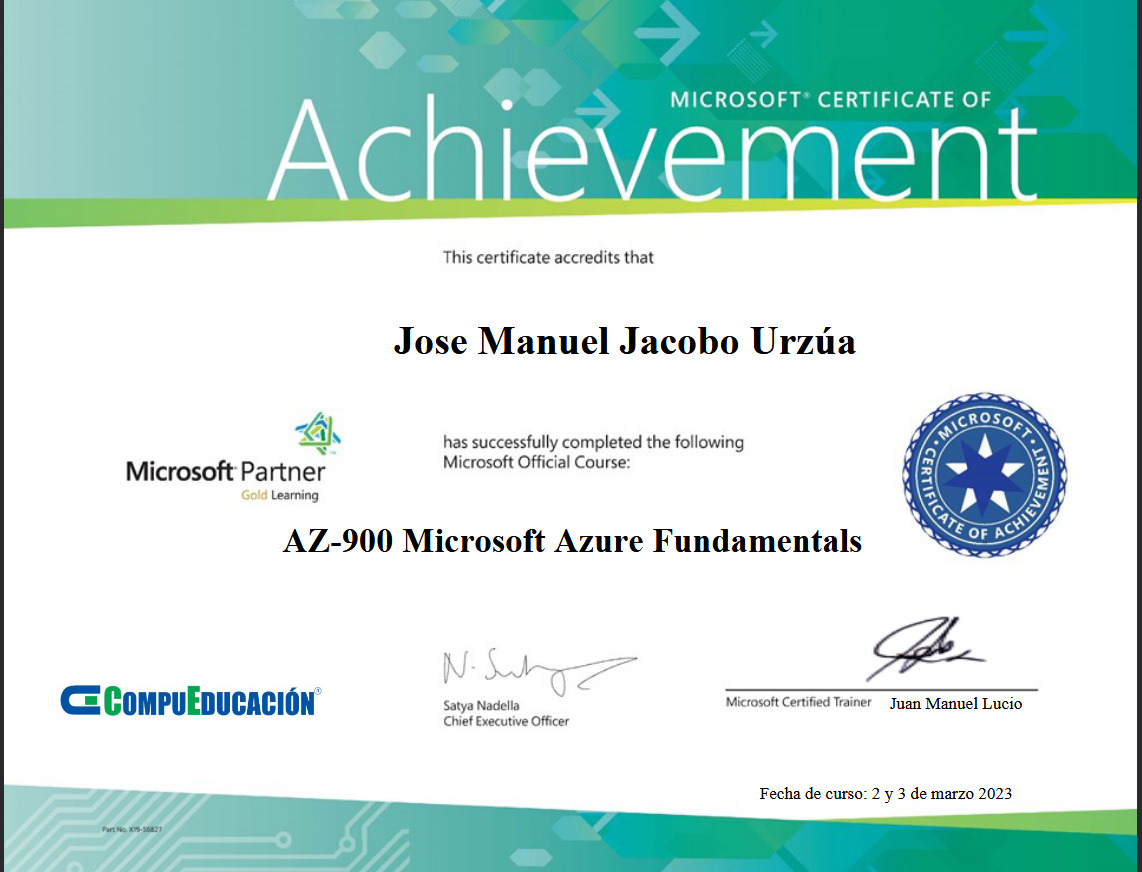 MICROSOFT® CERTIFICATE OF
Achievement
This certificate accredits that
Jose Manuel Jacobo Urzúa
Microsoft Partner
Gold Learning
has successfully completed the following
Microsoft Official Course:
MICROSOFT • CERTIFICATE OF ACHIEVEMENT •
AZ-900 Microsoft Azure Fundamentals
COMPUEDUCACIÓN®
Satya Nadella
Chief Executive Officer
Microsoft Certified Trainer Juan Manuel Lucio
Fecha de curso: 2 y 3 de marzo 2023
Part No. X19-56827